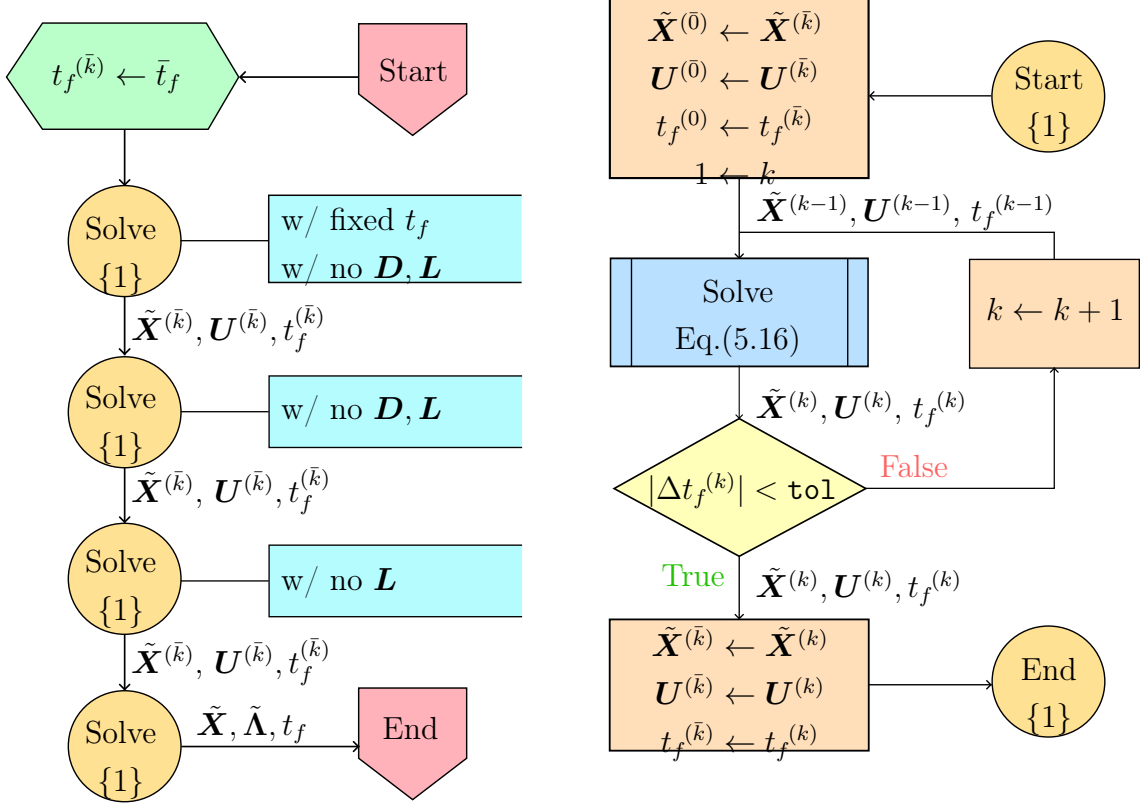 t_f^{(k̄)} ← t̄_f
Start
Solve
{1}
w/ fixed t_f
w/ no D, L
X̃^{(k̄)}, U^{(k̄)}, t_f^{(k̄)}
Solve
{1}
w/ no D, L
X̃^{(k̄)}, U^{(k̄)}, t_f^{(k̄)}
Solve
{1}
w/ no L
X̃^{(k̄)}, U^{(k̄)}, t_f^{(k̄)}
Solve
{1}
X̃, Λ̃, t_f
End
X̃^{(0̄)} ← X̃^{(k̄)}
U^{(0̄)} ← U^{(k̄)}
t_f^{(0)} ← t_f^{(k̄)}
1 ← k
Start
{1}
X̃^{(k−1)}, U^{(k−1)}, t_f^{(k−1)}
Solve
Eq.(5.16)
k ← k + 1
X̃^{(k)}, U^{(k)}, t_f^{(k)}
|Δt_f^{(k)}| < tol
False
True
X̃^{(k)}, U^{(k)}, t_f^{(k)}
X̃^{(k̄)} ← X̃^{(k)}
U^{(k̄)} ← U^{(k)}
t_f^{(k̄)} ← t_f^{(k)}
End
{1}